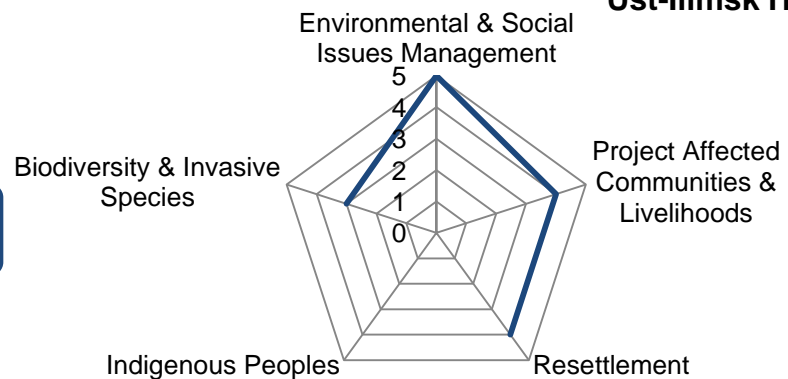 Environmental & Social
Issues Management
5
4
3
2
1
0
Project Affected
Communities &
Livelihoods
Biodiversity & Invasive
Species
Indigenous Peoples
Resettlement